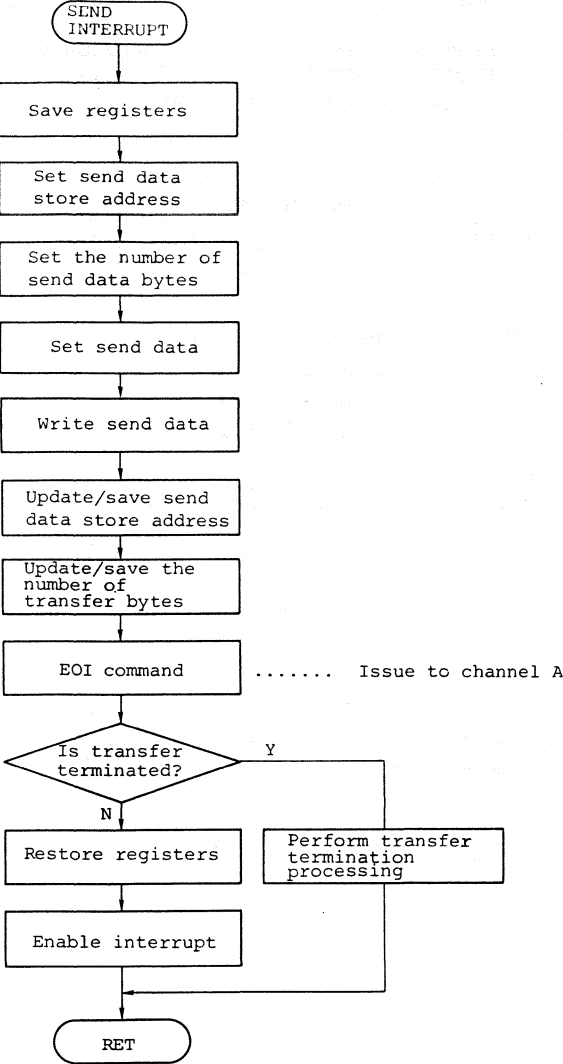 SEND
INTERRUPT
Save registers
Set send data
store address
Set the number of
send data bytes
Set send data
Write send data
Update/save send
data store address
Update/save the
number of
transfer bytes
EOI command ....... Issue to channel A
Is transfer
terminated?
Y
N
Restore registers
Perform transfer
termination
processing
Enable interrupt
RET